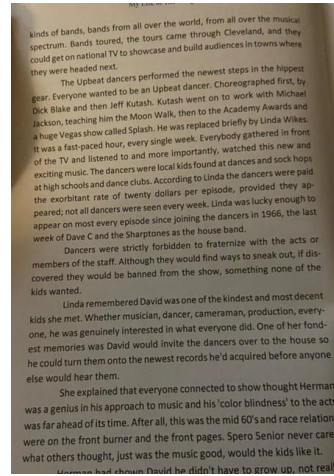 kinds of bands, bands from all over the world, from all over the musical
spectrum. Bands toured, the tours came through Cleveland, and they
could get on national TV to showcase and build audiences in towns where
they were headed next.
The Upbeat dancers performed the newest steps in the hippest
gear. Everyone wanted to be an Upbeat dancer. Choreographed first, by
Dick Blake and then Jeff Kutash. Kutash went on to work with Michael
Jackson, teaching him the Moon Walk, then to the Academy Awards and
a huge Vegas show called Splash. He was replaced briefly by Linda Wilkes.
It was a fast-paced hour, every single week. Everybody gathered in front
of the TV and listened to and more importantly, watched this new and
exciting music. The dancers were local kids found at dances and sock hops
at high schools and dance clubs. According to Linda the dancers were paid
the exorbitant rate of twenty dollars per episode, provided they ap-
peared; not all dancers were seen every week. Linda was lucky enough to
appear on most every episode since joining the dancers in 1966, the last
week of Dave C and the Sharptones as the house band.
Dancers were strictly forbidden to fraternize with the acts or
members of the staff. Although they would find ways to sneak out, if dis-
covered they would be banned from the show, something none of the
kids wanted.
Linda remembered David was one of the kindest and most decent
kids she met. Whether musician, dancer, cameraman, production, every-
one, he was genuinely interested in what everyone did. One of her fond-
est memories was David would invite the dancers over to the house so
he could turn them onto the newest records he'd acquired before anyone
else would hear them.
She explained that everyone connected to show thought Herman
was a genius in his approach to music and his 'color blindness' to the acts
was far ahead of its time. After all, this was the mid 60's and race relation
were on the front burner and the front pages. Spero Senior never care
what others thought, just was the music good, would the kids like it.
Herman had shown David he didn't have to grow up, not rea